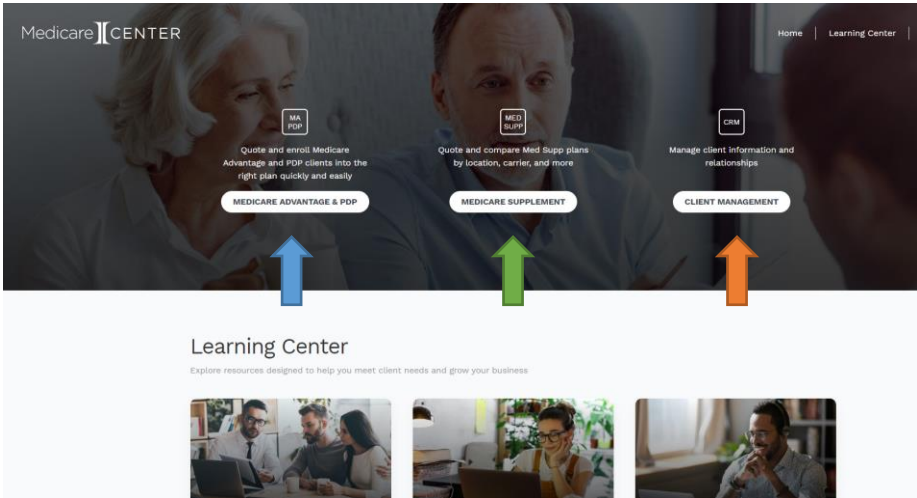 Medicare CENTER
Home
Learning Center
MA
PDP
Quote and enroll Medicare
Advantage and PDP clients into the
right plan quickly and easily
MEDICARE ADVANTAGE & PDP
MED
SUPP
Quote and compare Med Supp plans
by location, carrier, and more
MEDICARE SUPPLEMENT
CRM
Manage client information and
relationships
CLIENT MANAGEMENT
Learning Center
Explore resources designed to help you meet client needs and grow your business